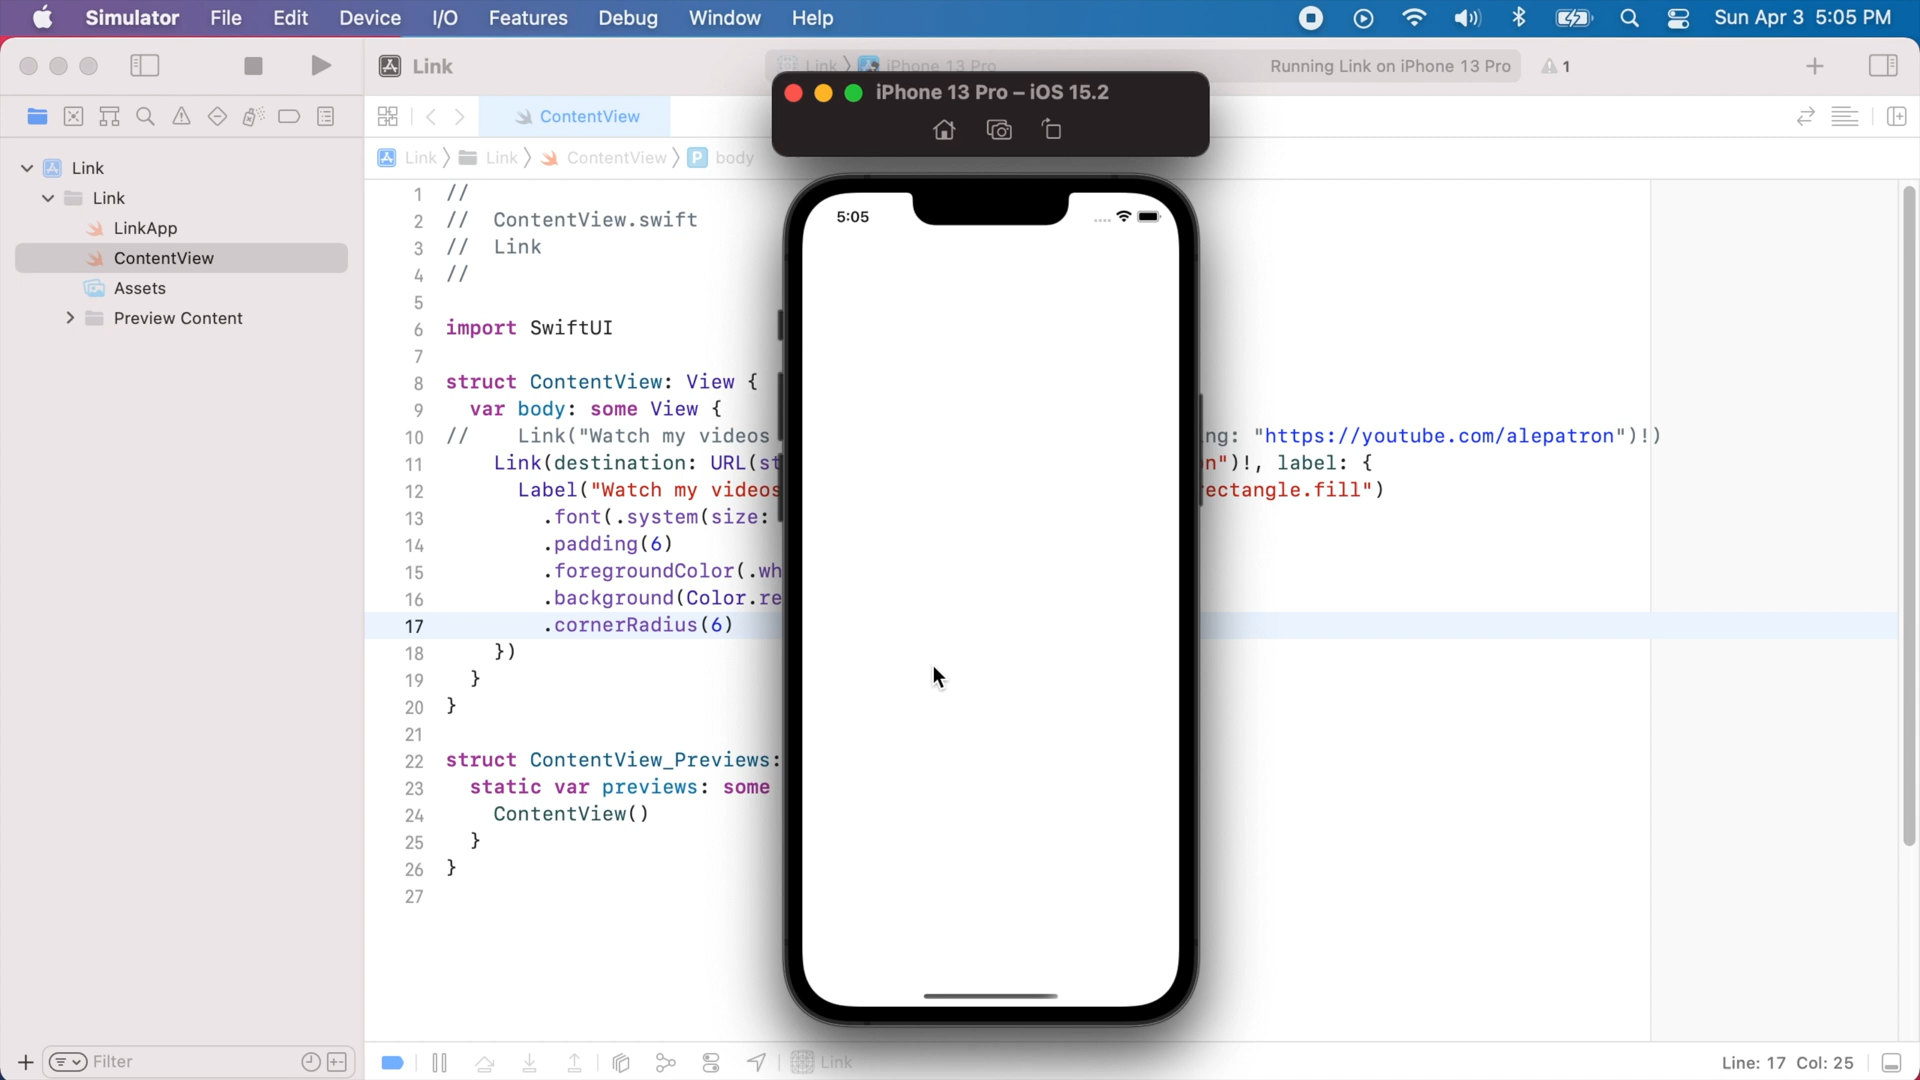 Simulator File Edit Device I/O Features Debug Window Help Sun Apr 3 5:05 PM
Link Link iPhone 13 Pro Running Link on iPhone 13 Pro 1
iPhone 13 Pro – iOS 15.2
ContentView
Link Link ContentView P body
Link
Link
LinkApp
ContentView
Assets
Preview Content
5:05
1 //
2 // ContentView.swift
3 // Link
4 //
5
6 import SwiftUI
7
8 struct ContentView: View {
9 var body: some View {
10 // Link("Watch my videos ng: "https://youtube.com/alepatron")!)
11 Link(destination: URL(st n")!, label: {
12 Label("Watch my videos ectangle.fill")
13 .font(.system(size:
14 .padding(6)
15 .foregroundColor(.wh
16 .background(Color.re
17 .cornerRadius(6)
18 })
19 }
20 }
21
22 struct ContentView_Previews:
23 static var previews: some
24 ContentView()
25 }
26 }
27
Filter Link Line: 17 Col: 25